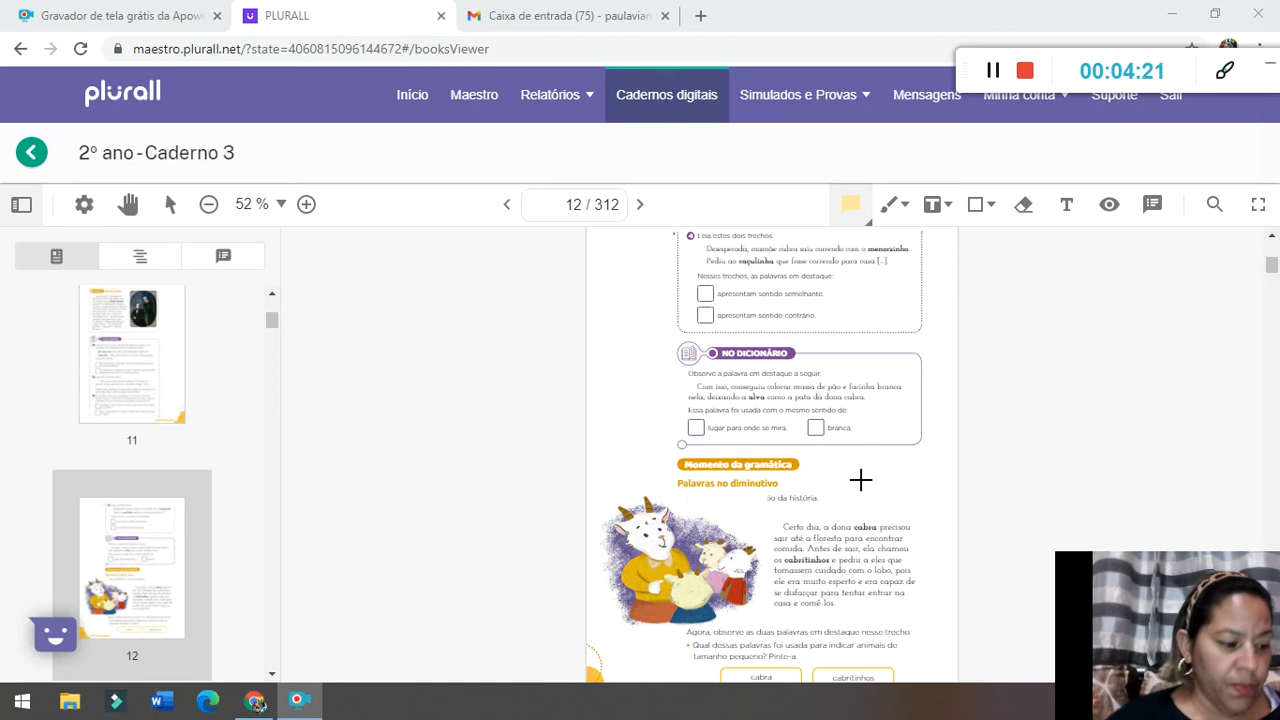 Gravador de tela grátis da Apowe
PLURALL
Caixa de entrada (75) - paulavian
maestro.plurall.net/?state=4060815096144672#/booksViewer
00:04:21
plurall
Início
Maestro
Relatórios
Cadernos digitais
Simulados e Provas
Mensagens
Minha conta
Suporte
Sair
2º ano - Caderno 3
52 %
12 / 312
T
4 Leia estes dois trechos.
Desesperada, mamãe cabra saiu correndo com o menorzinho
Pediu ao caçulinha que fosse correndo para casa [...].
Nesses trechos, as palavras em destaque:
apresentam sentido semelhante.
apresentam sentido contrário.
NO DICIONÁRIO
Observe a palavra em destaque a seguir.
Com isso, conseguiu colocar massa de pão e farinha branca
nela, deixando-a alva como a pata da dona cabra.
Essa palavra foi usada com o mesmo sentido de:
lugar para onde se mira.
branca.
Momento da gramática
Palavras no diminutivo
io da história.
Certo dia, a dona cabra precisou
sair até a floresta para encontrar
comida. Antes de sair, ela chamou
os cabritinhos e pediu a eles que
tomassem cuidado com o lobo, pois
ele era muito esperto e era capaz de
se disfarçar para tentar entrar na
casa e comê-los.
Agora, observe as duas palavras em destaque nesse trecho.
• Qual dessas palavras foi usada para indicar animais de
tamanho pequeno? Pinte-a.
cabra
cabritinhos
11
12